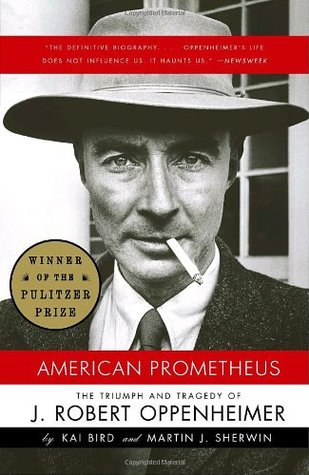 "THE DEFINITIVE BIOGRAPHY. . . . OPPENHEIMER'S LIFE
DOES NOT INFLUENCE US. IT HAUNTS US." —NEWSWEEK
WINNER
OF THE
PULITZER
PRIZE
AMERICAN PROMETHEUS
THE TRIUMPH AND TRAGEDY OF
J. ROBERT OPPENHEIMER
by KAI BIRD and MARTIN J. SHERWIN